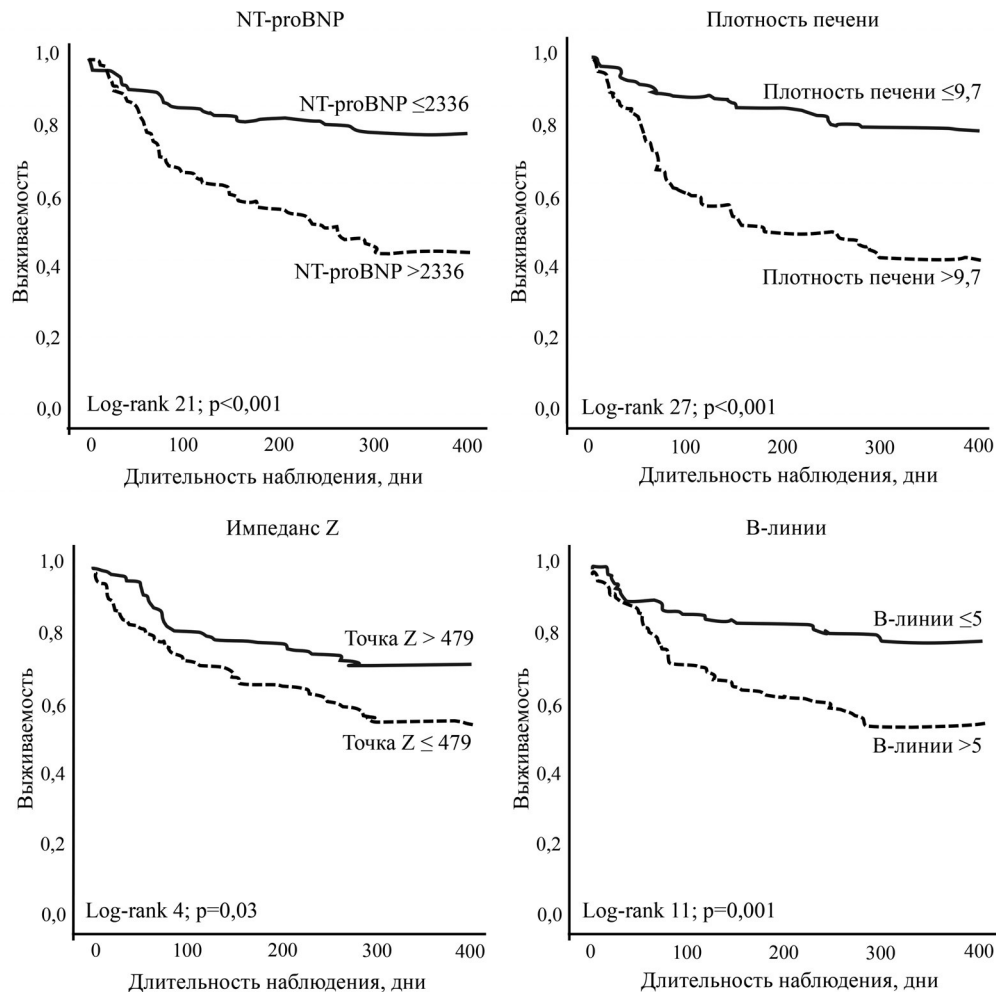 NT-proBNP
Выживаемость
1,0
0,8
0,6
0,4
0,2
0,0
NT-proBNP ≤2336
NT-proBNP >2336
Log-rank 21; p<0,001
0 100 200 300 400
Длительность наблюдения, дни
Плотность печени
Выживаемость
1,0
0,8
0,6
0,4
0,2
0,0
Плотность печени ≤9,7
Плотность печени >9,7
Log-rank 27; p<0,001
0 100 200 300 400
Длительность наблюдения, дни
Импеданс Z
Выживаемость
1,0
0,8
0,6
0,4
0,2
0,0
Точка Z > 479
Точка Z ≤ 479
Log-rank 4; p=0,03
0 100 200 300 400
Длительность наблюдения, дни
В-линии
Выживаемость
1,0
0,8
0,6
0,4
0,2
0,0
В-линии ≤5
В-линии >5
Log-rank 11; p=0,001
0 100 200 300 400
Длительность наблюдения, дни